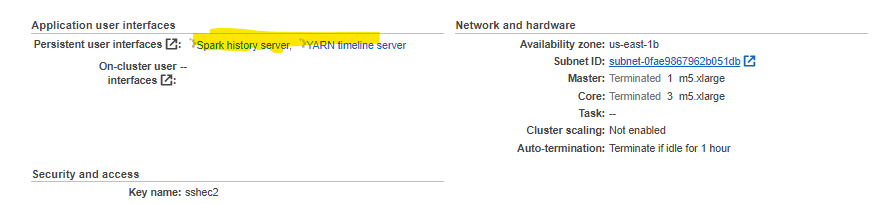 Application user interfaces
Persistent user interfaces : Spark history server, YARN timeline server
On-cluster user --
interfaces :
Security and access
Key name: sshec2
Network and hardware
Availability zone: us-east-1b
Subnet ID: subnet-0fae9867962b051db
Master: Terminated 1 m5.xlarge
Core: Terminated 3 m5.xlarge
Task: --
Cluster scaling: Not enabled
Auto-termination: Terminate if idle for 1 hour